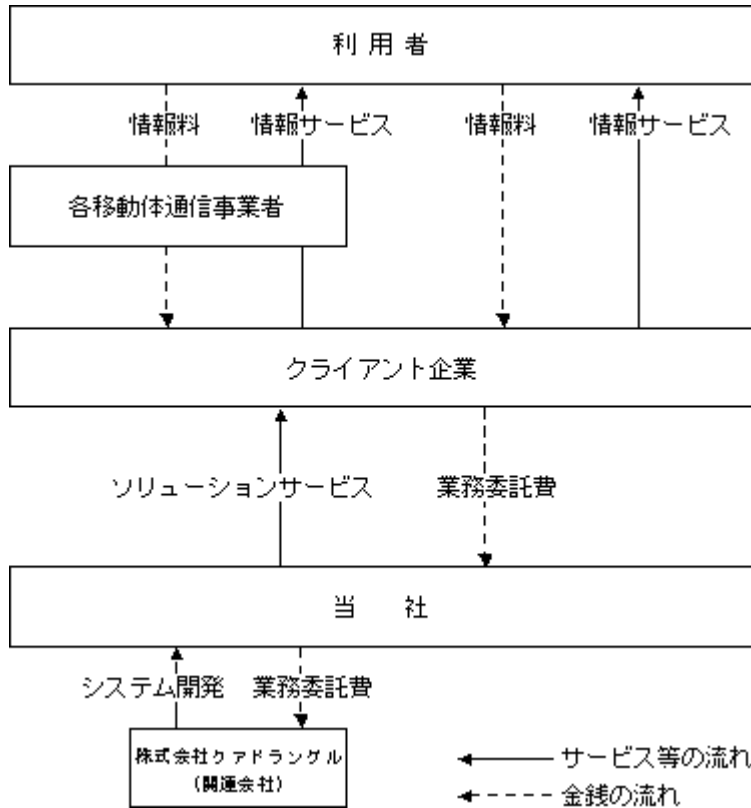 利用者
情報料 情報サービス 情報料 情報サービス
各移動体通信事業者
クライアント企業
ソリューションサービス 業務委託費
当 社
システム開発 業務委託費
株式会社クァドラングル
(関連会社)
サービス等の流れ
金銭の流れ